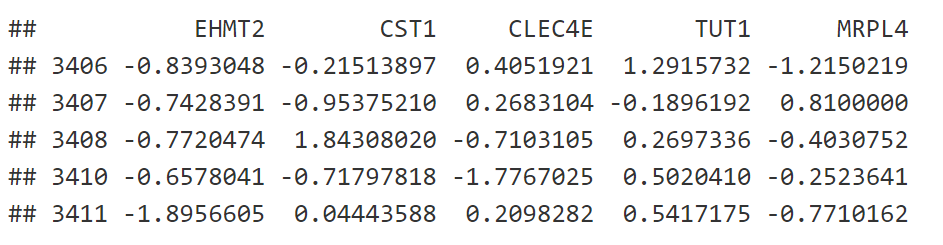 ##           EHMT2        CST1     CLEC4E       TUT1      MRPL4
## 3406 -0.8393048 -0.21513897  0.4051921  1.2915732 -1.2150219
## 3407 -0.7428391 -0.95375210  0.2683104 -0.1896192  0.8100000
## 3408 -0.7720474  1.84308020 -0.7103105  0.2697336 -0.4030752
## 3410 -0.6578041 -0.71797818 -1.7767025  0.5020410 -0.2523641
## 3411 -1.8956605  0.04443588  0.2098282  0.5417175 -0.7710162